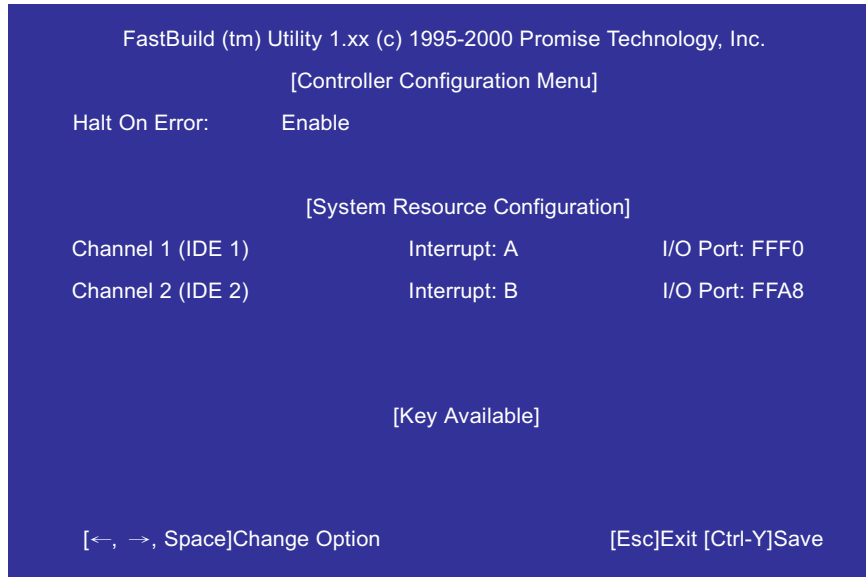 FastBuild (tm) Utility 1.xx (c) 1995-2000 Promise Technology, Inc.
[Controller Configuration Menu]
Halt On Error: Enable
[System Resource Configuration]
Channel 1 (IDE 1) Interrupt: A I/O Port: FFF0
Channel 2 (IDE 2) Interrupt: B I/O Port: FFA8
[Key Available]
[←, →, Space]Change Option [Esc]Exit [Ctrl-Y]Save